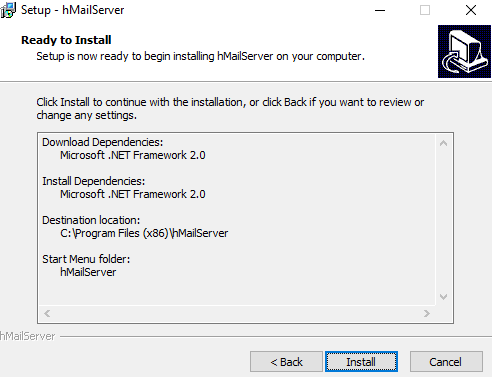 Setup - hMailServer
Ready to Install
Setup is now ready to begin installing hMailServer on your computer.
Click Install to continue with the installation, or click Back if you want to review or
change any settings.
Download Dependencies:
Microsoft .NET Framework 2.0
Install Dependencies:
Microsoft .NET Framework 2.0
Destination location:
C:\Program Files (x86)\hMailServer
Start Menu folder:
hMailServer
hMailServer
< Back
Install
Cancel